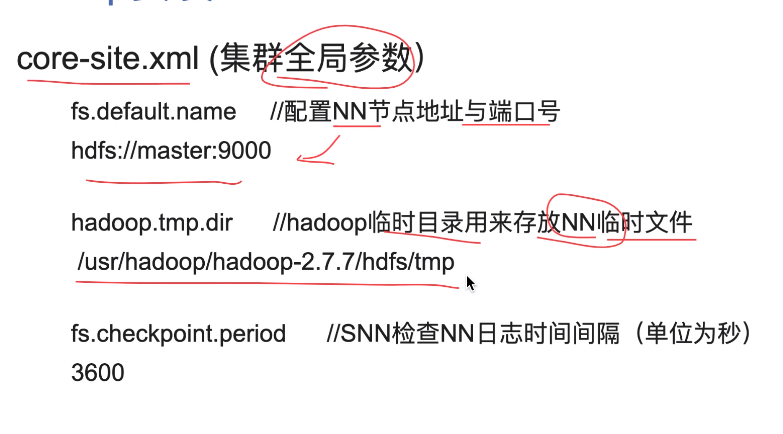 core-site.xml (集群全局参数)
fs.default.name //配置NN节点地址与端口号
hdfs://master:9000
hadoop.tmp.dir //hadoop临时目录用来存放NN临时文件
/usr/hadoop/hadoop-2.7.7/hdfs/tmp
fs.checkpoint.period //SNN检查NN日志时间间隔（单位为秒）
3600